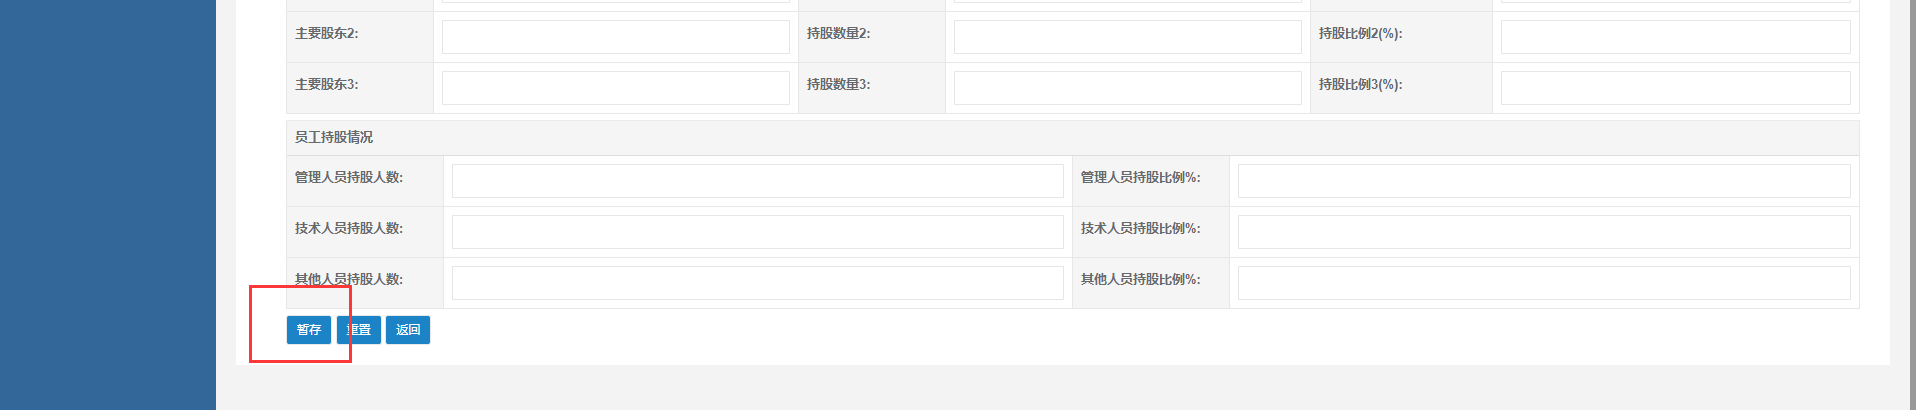 主要股东2: 持股数量2: 持股比例2(%):
主要股东3: 持股数量3: 持股比例3(%):
员工持股情况
管理人员持股人数: 管理人员持股比例%:
技术人员持股人数: 技术人员持股比例%:
其他人员持股人数: 其他人员持股比例%:
暂存 重置 返回